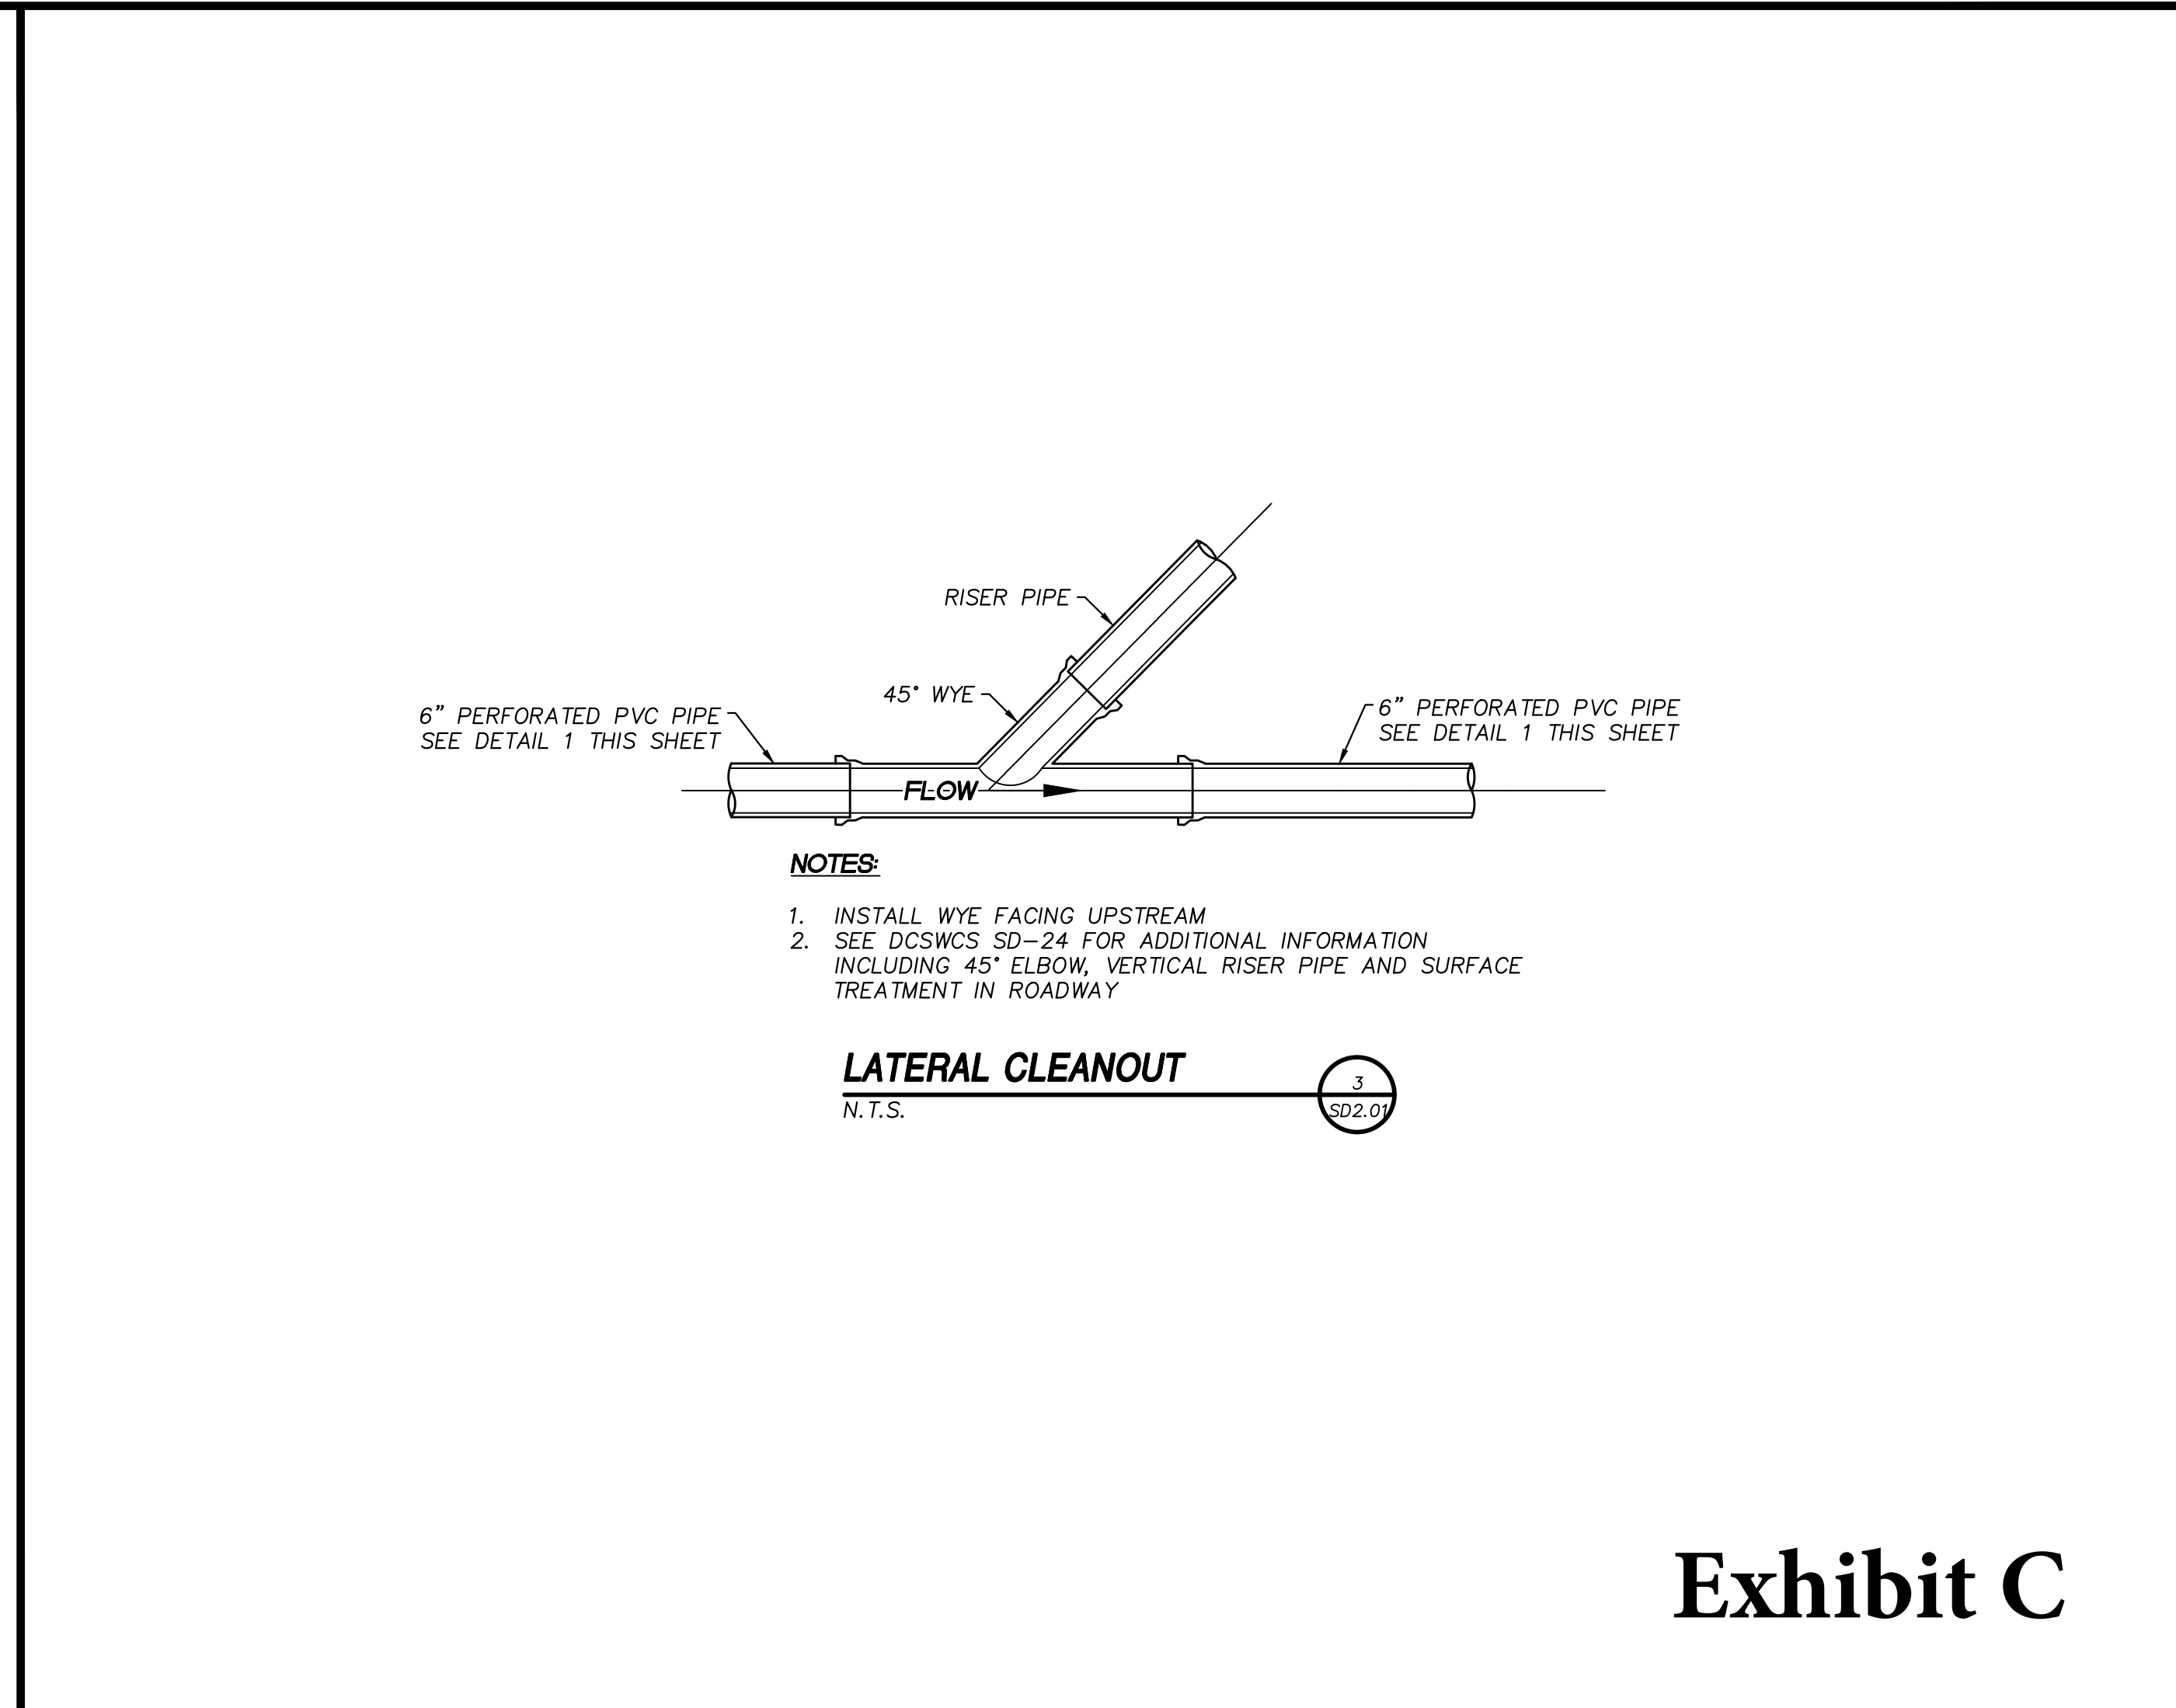 RISER PIPE
45° WYE
6" PERFORATED PVC PIPE
SEE DETAIL 1 THIS SHEET
6" PERFORATED PVC PIPE
SEE DETAIL 1 THIS SHEET
FLOW
NOTES:
1. INSTALL WYE FACING UPSTREAM
2. SEE DCSWCS SD-24 FOR ADDITIONAL INFORMATION
INCLUDING 45° ELBOW, VERTICAL RISER PIPE AND SURFACE
TREATMENT IN ROADWAY
LATERAL CLEANOUT
N.T.S.
3
SD2.01
Exhibit C